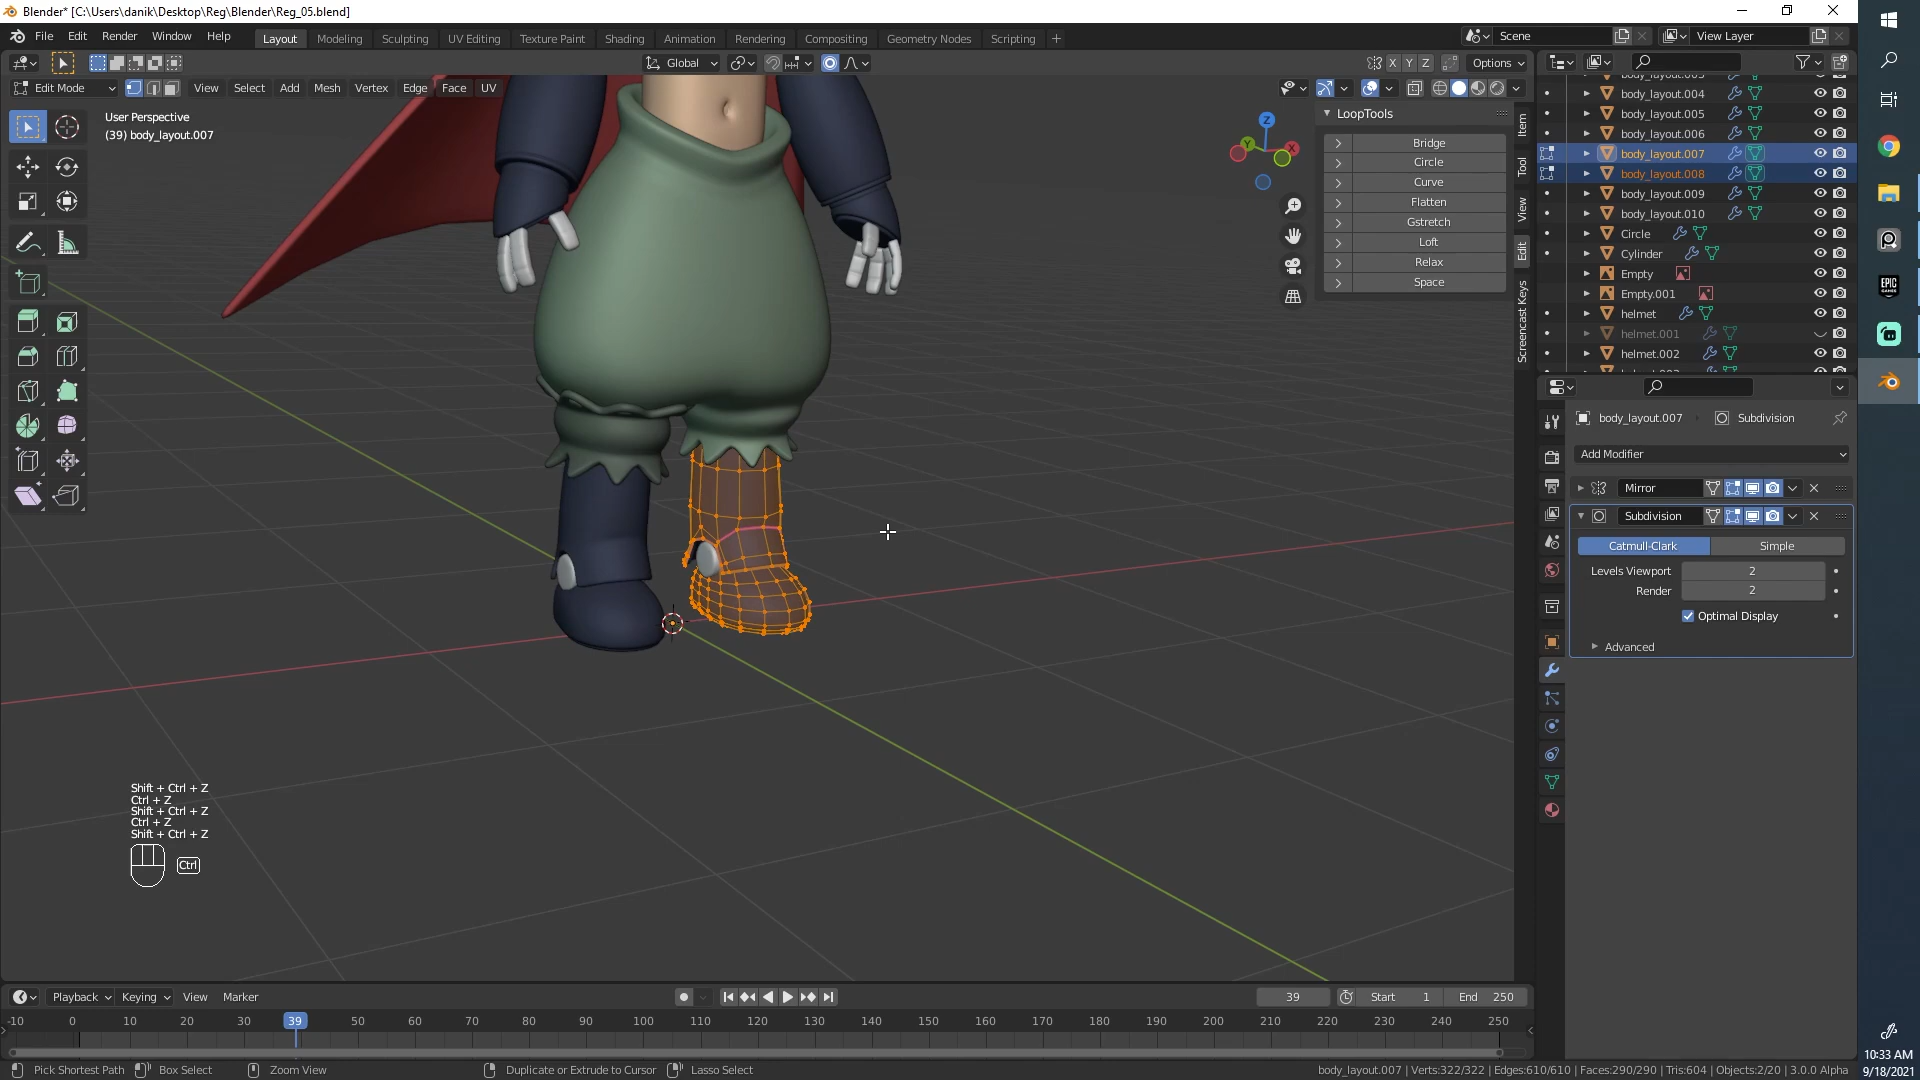 Blender* [C:\Users\danik\Desktop\Reg\Blender\Reg_05.blend]
File Edit Render Window Help Layout Modeling Sculpting UV Editing Texture Paint Shading Animation Rendering Compositing Geometry Nodes Scripting + Scene View Layer
Global X Y Z Options
Edit Mode View Select Add Mesh Vertex Edge Face UV
User Perspective
(39) body_layout.007
Z
Y
X
LoopTools
Bridge
Circle
Curve
Flatten
Gstretch
Loft
Relax
Space
Item
Tool
View
Edit
Screencast Keys
body_layout.004
body_layout.005
body_layout.006
body_layout.007
body_layout.008
body_layout.009
body_layout.010
Circle
Cylinder
Empty
Empty.001
helmet
helmet.001
helmet.002
body_layout.007 Subdivision
Add Modifier
Mirror
Subdivision
Catmull-Clark Simple
Levels Viewport 2
Render 2
Optimal Display
Advanced
EPIC GAMES
Shift + Ctrl + Z
Ctrl + Z
Shift + Ctrl + Z
Ctrl + Z
Shift + Ctrl + Z
Ctrl
Playback Keying View Marker 39 Start 1 End 250
-10 0 10 20 30 39 50 60 70 80 90 100 110 120 130 140 150 160 170 180 190 200 210 220 230 240 250
Pick Shortest Path Box Select Zoom View Duplicate or Extrude to Cursor Lasso Select body_layout.007 | Verts:322/322 | Edges:610/610 | Faces:290/290 | Tris:604 | Objects:2/20 | 3.0.0 Alpha
10:33 AM
9/18/2021